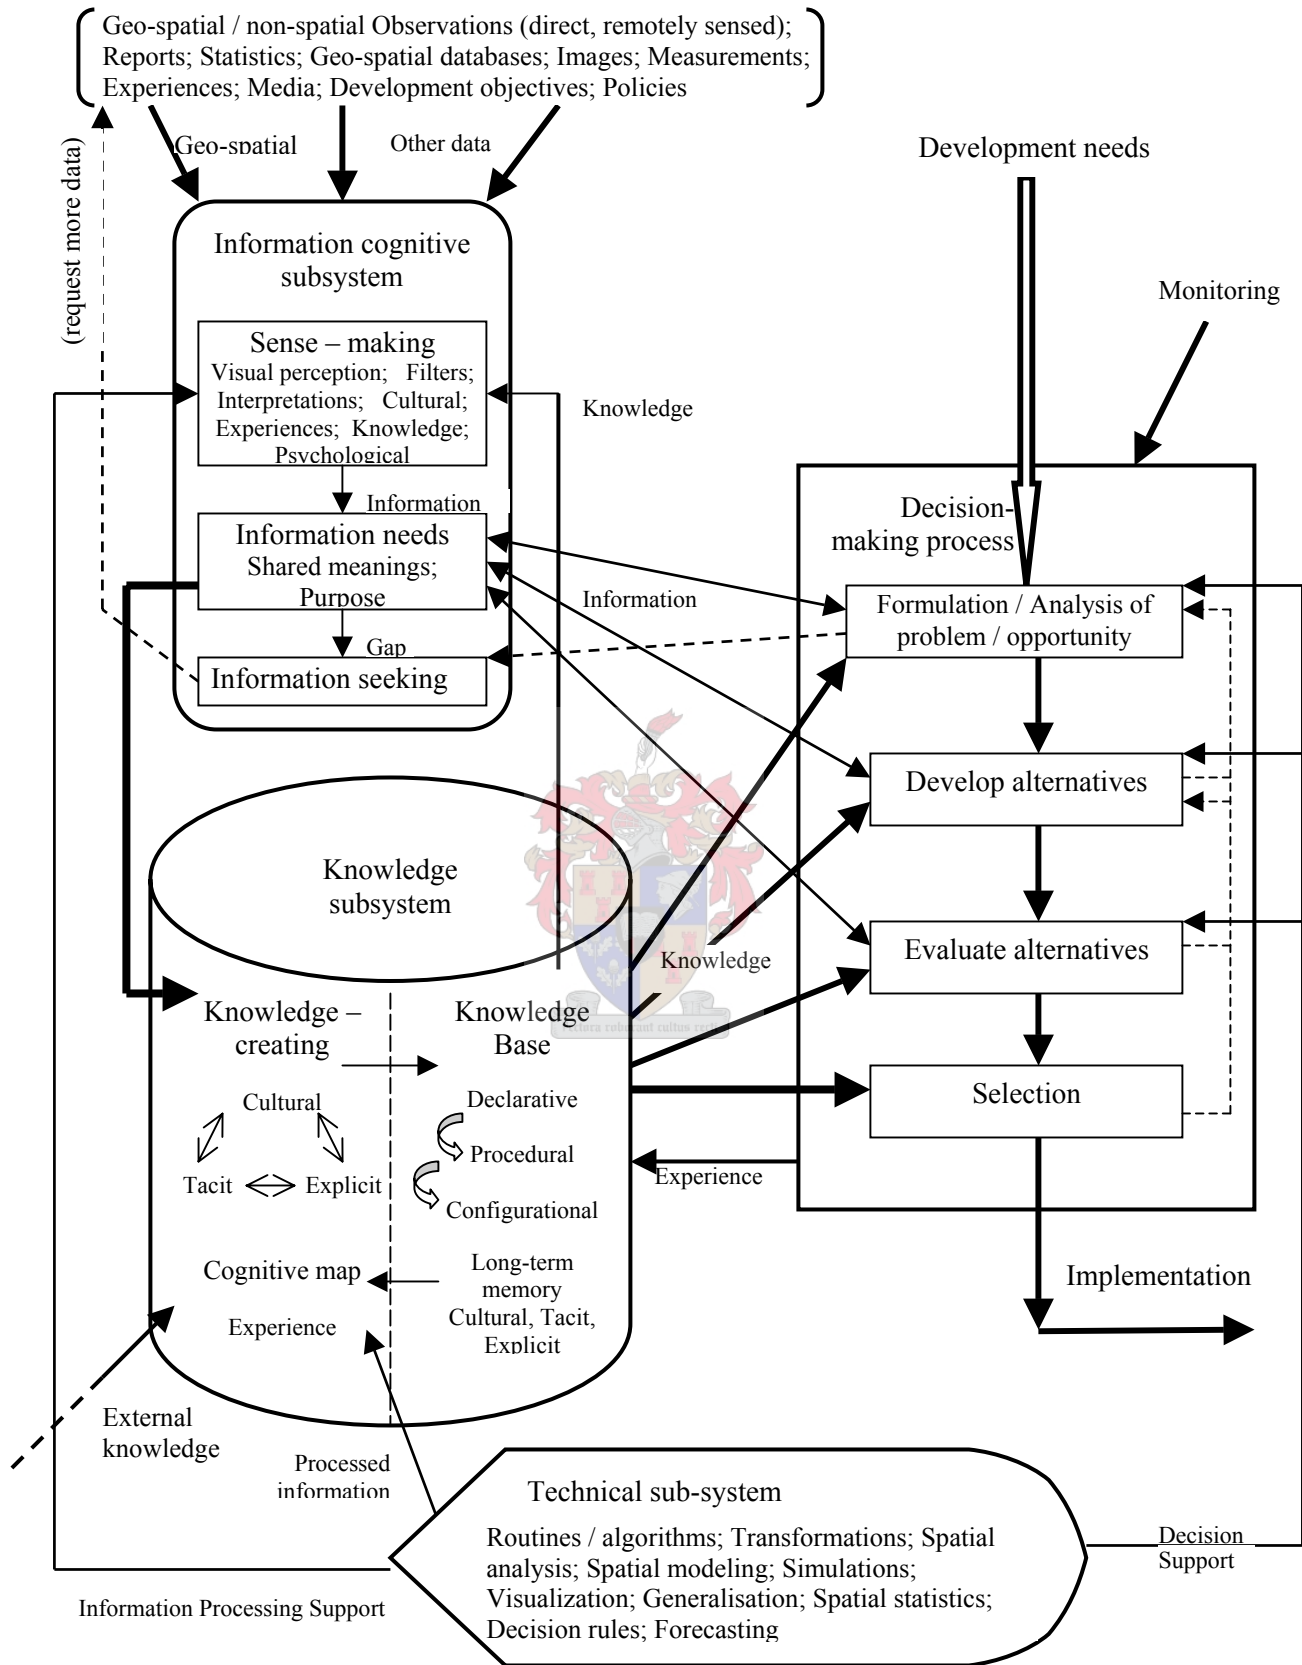 Geo-spatial / non-spatial Observations (direct, remotely sensed);
Reports; Statistics; Geo-spatial databases; Images; Measurements;
Experiences; Media; Development objectives; Policies
(request more data)
Geo-spatial
Other data
Development needs
Monitoring
Information cognitive
subsystem
Sense – making
Visual perception; Filters;
Interpretations; Cultural;
Experiences; Knowledge;
Psychological
Knowledge
Information
Information needs
Shared meanings;
Purpose
Gap
Information seeking
Information
Decision-
making process
Formulation / Analysis of
problem / opportunity
Develop alternatives
Evaluate alternatives
Selection
Knowledge
subsystem
Knowledge
Knowledge –
creating
Knowledge
Base
Cultural
Tacit
Explicit
Declarative
Procedural
Configurational
Cognitive map
Experience
Long-term
memory
Cultural, Tacit,
Explicit
Experience
Implementation
Pectora roborant cultus recti
External
knowledge
Processed
information
Technical sub-system
Routines / algorithms; Transformations; Spatial
analysis; Spatial modeling; Simulations;
Visualization; Generalisation; Spatial statistics;
Decision rules; Forecasting
Decision
Support
Information Processing Support